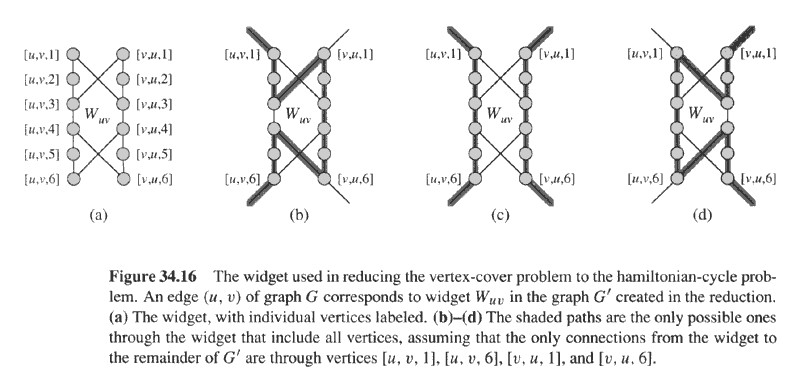 [u,v,1] [v,u,1] [u,v,1] [v,u,1] [u,v,1] [v,u,1] [u,v,1] [v,u,1]
[u,v,2] [v,u,2]
[u,v,3] W_uv [v,u,3] W_uv W_uv W_uv
[u,v,4] [v,u,4]
[u,v,5] [v,u,5]
[u,v,6] [v,u,6] [u,v,6] [v,u,6] [u,v,6] [v,u,6] [u,v,6] [v,u,6]
(a) (b) (c) (d)
Figure 34.16 The widget used in reducing the vertex-cover problem to the hamiltonian-cycle prob-
lem. An edge (u, v) of graph G corresponds to widget W_uv in the graph G′ created in the reduction.
(a) The widget, with individual vertices labeled. (b)–(d) The shaded paths are the only possible ones
through the widget that include all vertices, assuming that the only connections from the widget to
the remainder of G′ are through vertices [u, v, 1], [u, v, 6], [v, u, 1], and [v, u, 6].